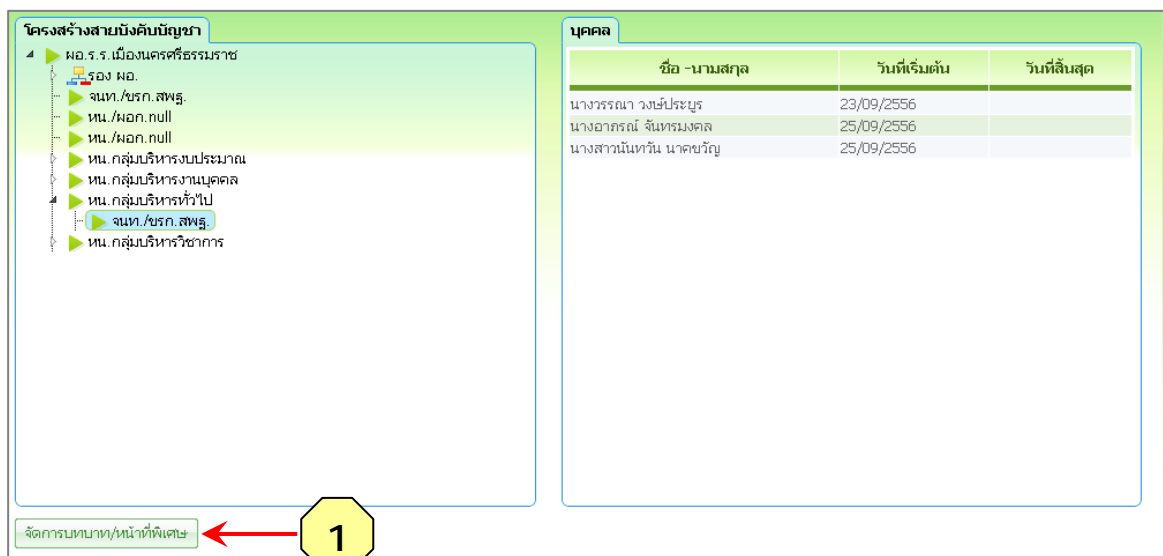 โครงสร้างสายบังคับบัญชา
ผอ.ร.ร.เมืองนครศรีธรรมราช
รอง ผอ.
จนท./ขรก.สพฐ.
หน./ผอก.null
หน./ผอก.null
หน.กลุ่มบริหารงบประมาณ
หน.กลุ่มบริหารงานบุคคล
หน.กลุ่มบริหารทั่วไป
จนท./ขรก.สพฐ.
หน.กลุ่มบริหารวิชาการ
บุคคล
ชื่อ -นามสกุล วันที่เริ่มต้น วันที่สิ้นสุด
นางวรรณา วงษ์ประยูร 23/09/2556
นางอาภรณ์ จันทรมงคล 25/09/2556
นางสาวนันทวัน นาคขวัญ 25/09/2556
จัดการบทบาท/หน้าที่พิเศษ
1